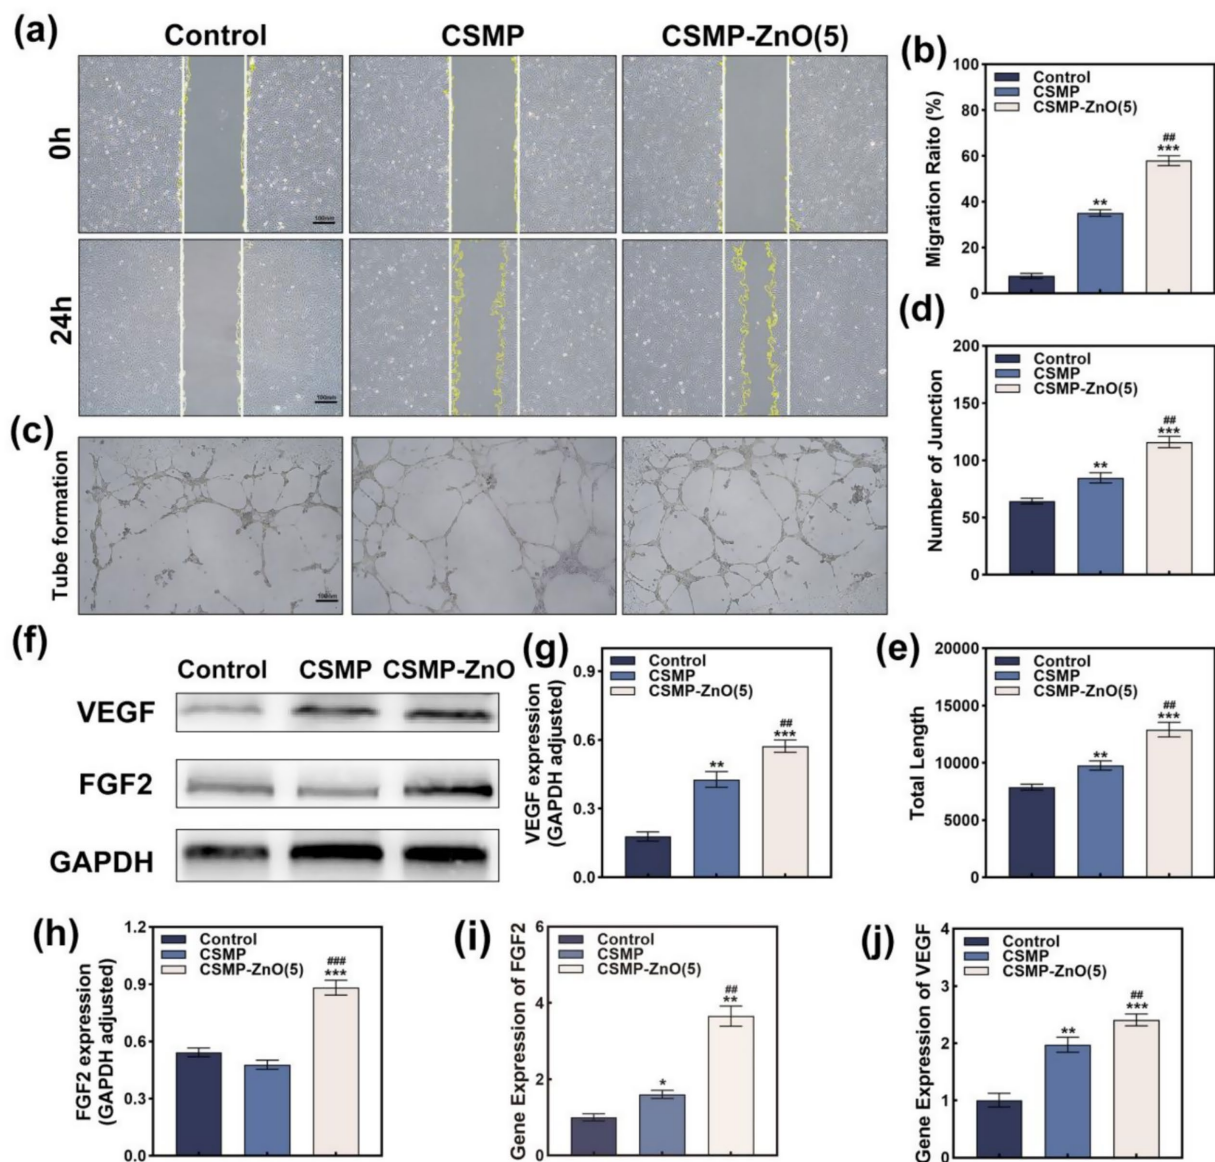 (a)
Control
CSMP
CSMP-ZnO(5)
0h
24h
(b)
Migration Raito (%)
100
80
60
40
20
0
Control
CSMP
CSMP-ZnO(5)
**
##
***
(c)
Tube formation
(d)
Number of Junction
200
150
100
50
0
Control
CSMP
CSMP-ZnO(5)
**
##
***
(f)
Control CSMP CSMP-ZnO
VEGF
FGF2
GAPDH
(g)
VEGF expression
(GAPDH adjusted)
0.9
0.6
0.3
0.0
Control
CSMP
CSMP-ZnO(5)
**
##
***
(e)
Total Length
20000
15000
10000
5000
0
Control
CSMP
CSMP-ZnO(5)
**
##
***
(h)
FGF2 expression
(GAPDH adjusted)
1.2
0.9
0.6
0.3
0.0
Control
CSMP
CSMP-ZnO(5)
###
***
(i)
Gene Expression of FGF2
6
4
2
0
Control
CSMP
CSMP-ZnO(5)
*
##
**
(j)
Gene Expression of VEGF
4
3
2
1
0
Control
CSMP
CSMP-ZnO(5)
**
##
***